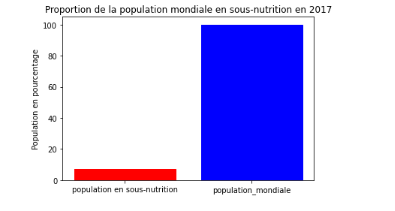 Proportion de la population mondiale en sous-nutrition en 2017
Population en pourcentage
100
80
60
40
20
0
population en sous-nutrition
population_mondiale